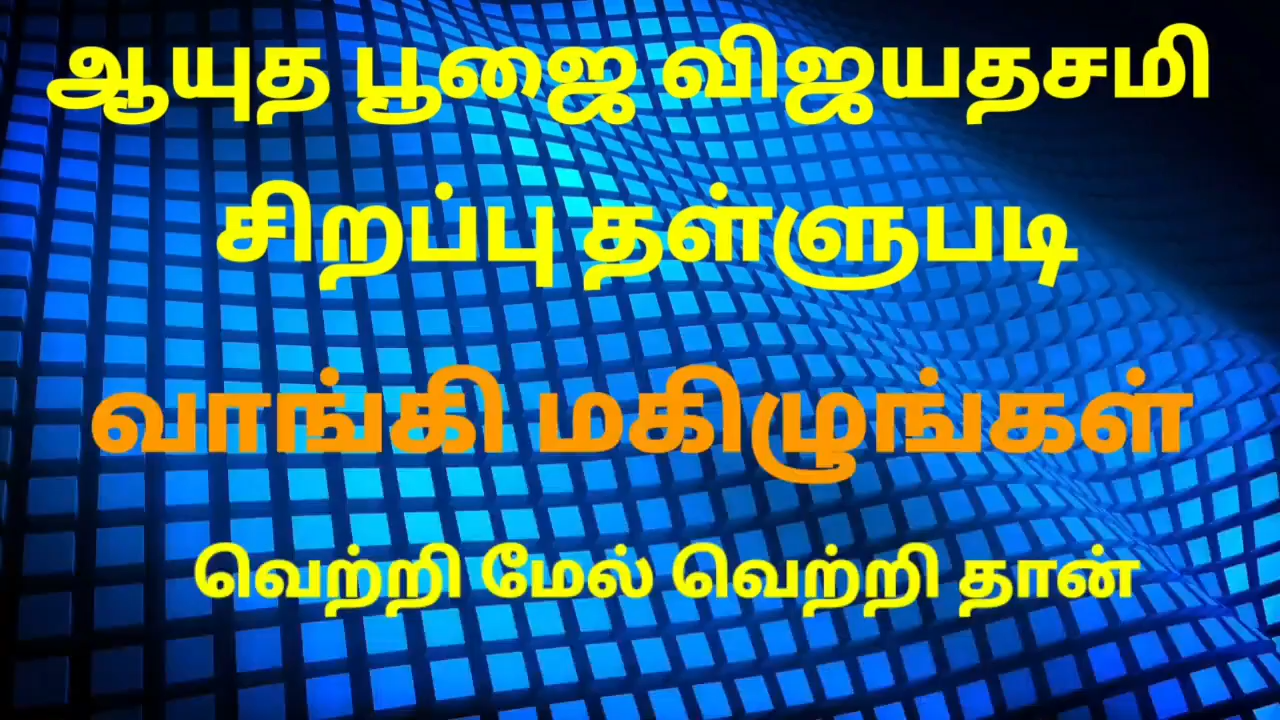 ஆயுத பூஜை விஜயதசமி
சிறப்பு தள்ளுபடி
வாங்கி மகிழுங்கள்
வெற்றி மேல் வெற்றி தான்